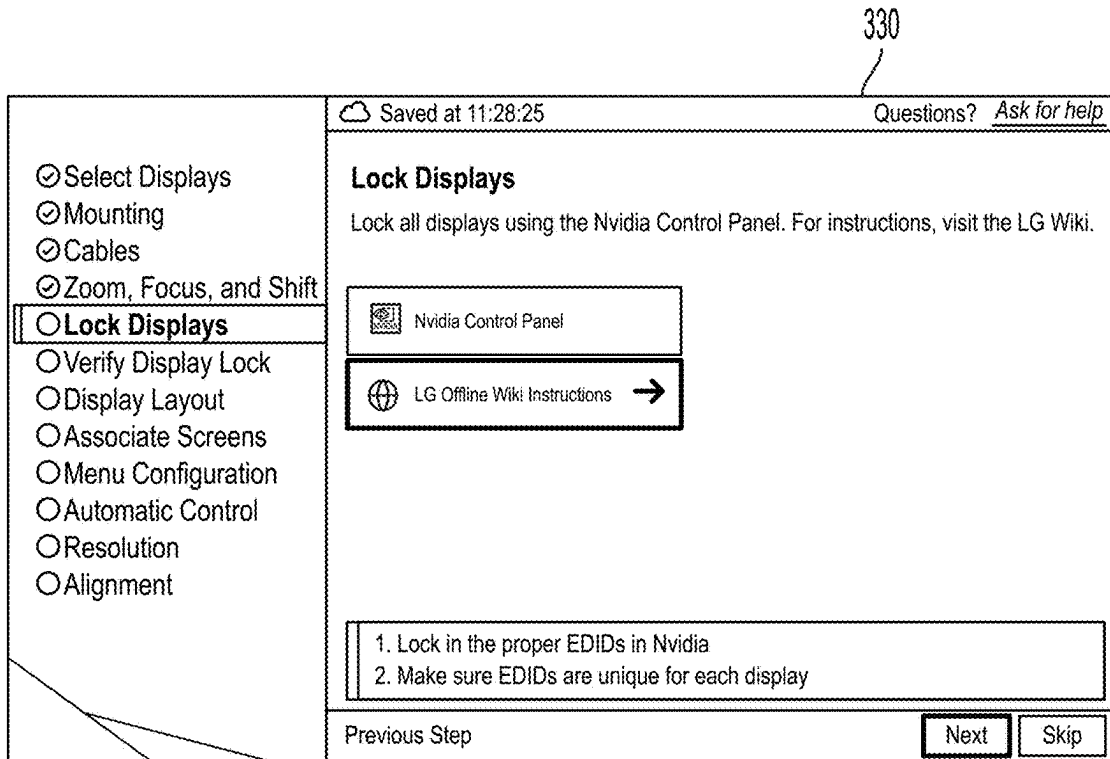 330
Saved at 11:28:25
Questions? Ask for help
Select Displays
Mounting
Cables
Zoom, Focus, and Shift
Lock Displays
Verify Display Lock
Display Layout
Associate Screens
Menu Configuration
Automatic Control
Resolution
Alignment
Lock Displays
Lock all displays using the Nvidia Control Panel. For instructions, visit the LG Wiki.
Nvidia Control Panel
LG Offline Wiki Instructions
1. Lock in the proper EDIDs in Nvidia
2. Make sure EDIDs are unique for each display
Previous Step
Next
Skip